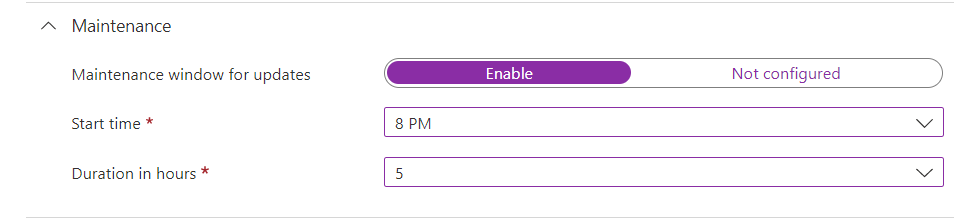 Maintenance
Maintenance window for updates Enable Not configured
Start time * 8 PM
Duration in hours * 5